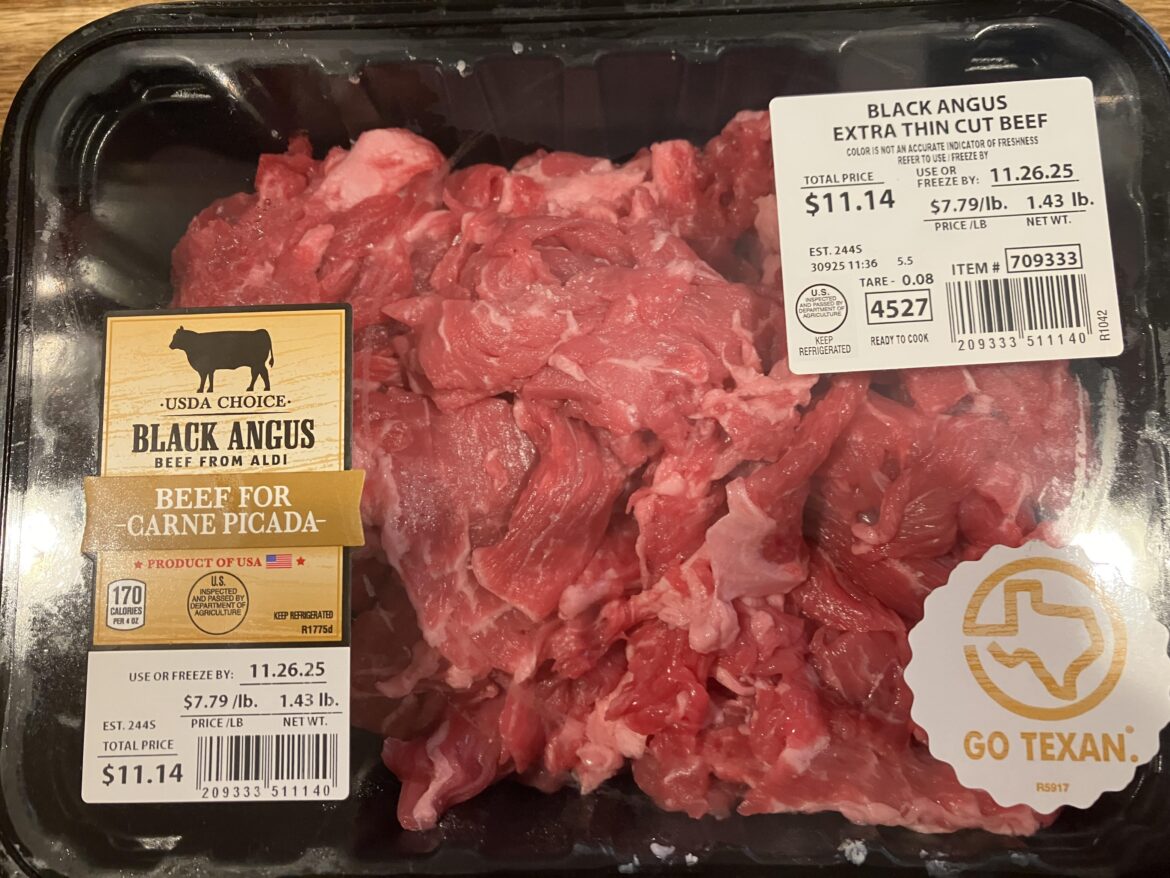 BLACK ANGUS
EXTRA THIN CUT BEEF
COLOR IS NOT AN ACCURATE INDICATOR OF FRESHNESS
REFER TO USE / FREEZE BY
TOTAL PRICE
$11.14
USE OR
FREEZE BY: 11.26.25
$7.79/lb. 1.43 lb.
PRICE /LB NET WT.
EST. 244S
30925 11:36 5.5
TARE - 0.08
ITEM # 709333
U.S.
INSPECTED
AND PASSED BY
DEPARTMENT OF
AGRICULTURE
KEEP
REFRIGERATED
4527
READY TO COOK
209333 511140
R1042
·USDA CHOICE·
BLACK ANGUS
BEEF FROM ALDI
BEEF FOR
-CARNE PICADA-
★ PRODUCT OF USA ★
170
CALORIES
PER 4 OZ
U.S.
INSPECTED
AND PASSED BY
DEPARTMENT OF
AGRICULTURE
KEEP REFRIGERATED
R1775d
USE OR FREEZE BY: 11.26.25
$7.79 /lb. 1.43 lb.
PRICE/LB NET WT.
EST. 244S
TOTAL PRICE
$11.14
209333 511140
GO TEXAN®.
R5917